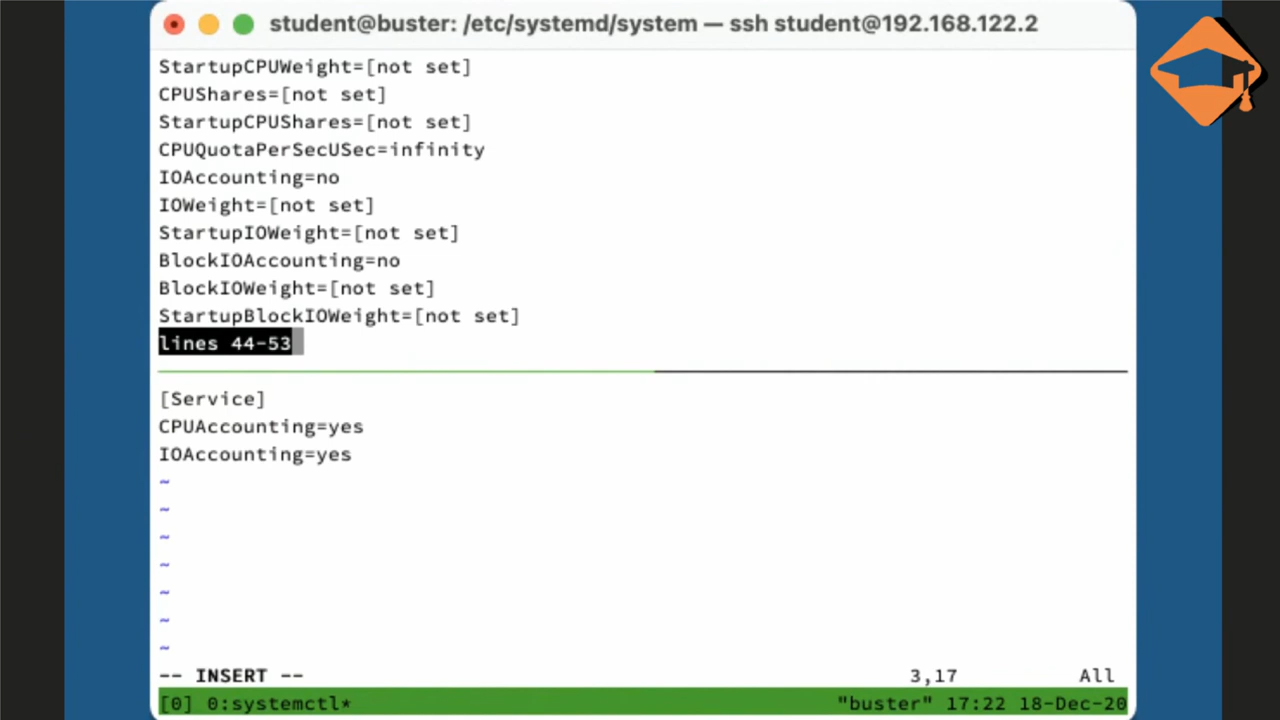 student@buster: /etc/systemd/system — ssh student@192.168.122.2
StartupCPUWeight=[not set]
CPUShares=[not set]
StartupCPUShares=[not set]
CPUQuotaPerSecUSec=infinity
IOAccounting=no
IOWeight=[not set]
StartupIOWeight=[not set]
BlockIOAccounting=no
BlockIOWeight=[not set]
StartupBlockIOWeight=[not set]
lines 44-53
[Service]
CPUAccounting=yes
IOAccounting=yes
~
~
~
~
~
~
~
-- INSERT -- 3,17 All
[0] 0:systemctl* "buster" 17:22 18-Dec-20